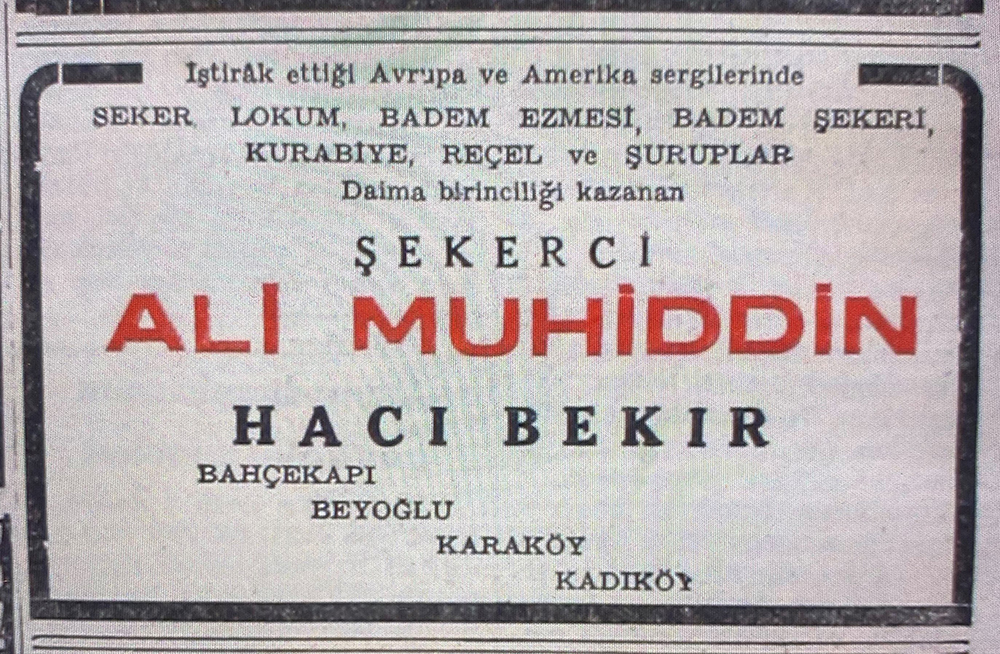 İştirâk ettiği Avrupa ve Amerika sergilerinde
ŞEKER, LOKUM, BADEM EZMESİ, BADEM ŞEKERİ,
KURABİYE, REÇEL ve ŞURUPLAR
Daima birinciliği kazanan
ŞEKERCİ
ALİ MUHİDDİN
HACI BEKIR
BAHÇEKAPI
BEYOĞLU
KARAKÖY
KADIKÖY